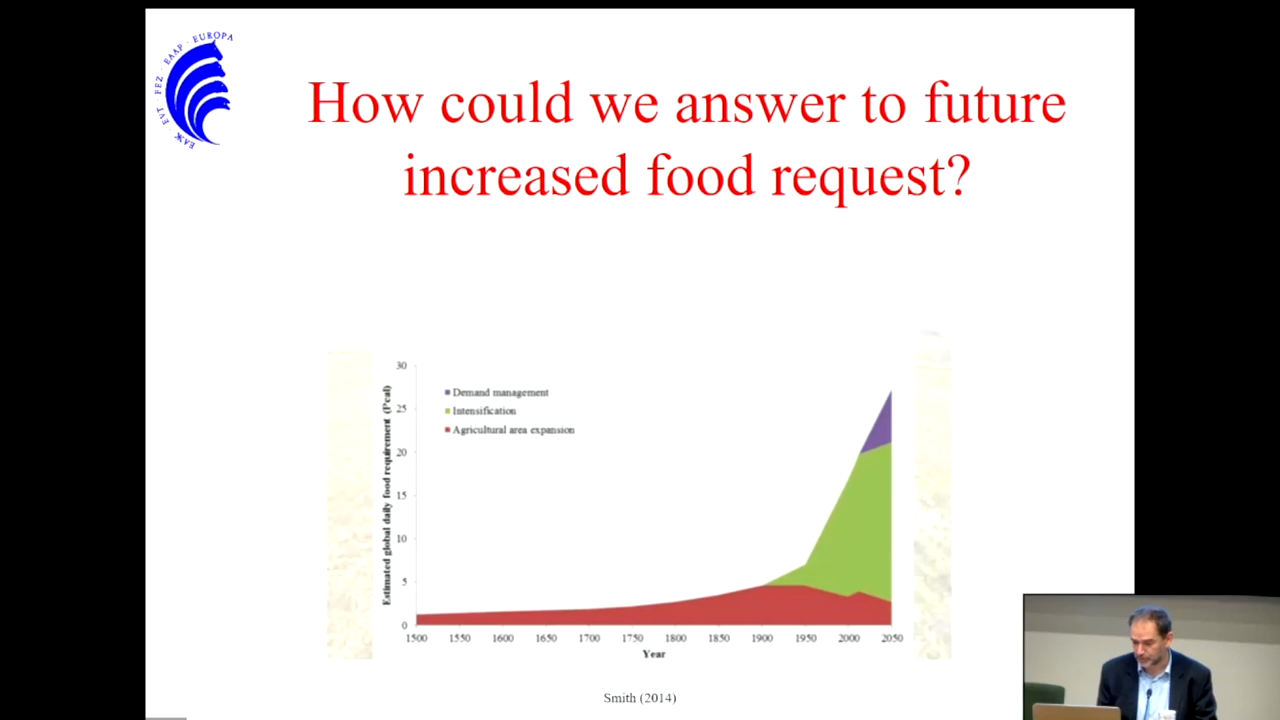 ЕАЖ · EVT · FEZ · EAAP · EUROPA
How could we answer to future
increased food request?
Estimated global daily food requirement (Pcal)
30
25
20
15
10
5
0
Demand management
Intensification
Agricultural area expansion
1500 1550 1600 1650 1700 1750 1800 1850 1900 1950 2000 2050
Year
Smith (2014)